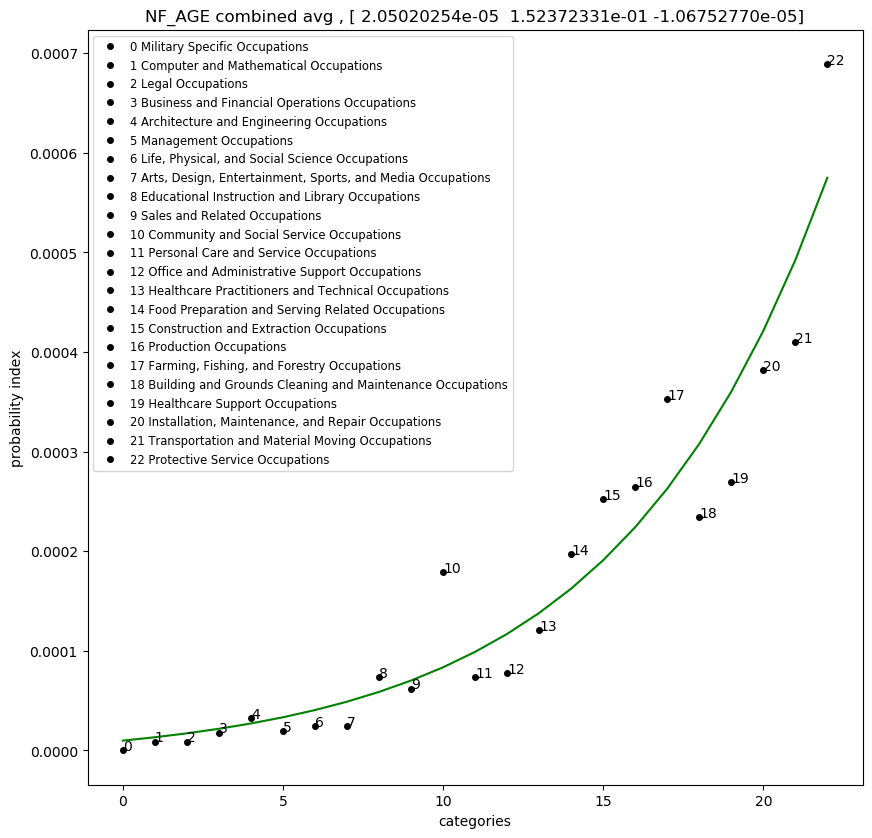 NF_AGE combined avg , [ 2.05020254e-05  1.52372331e-01 -1.06752770e-05]
0 Military Specific Occupations
1 Computer and Mathematical Occupations
2 Legal Occupations
3 Business and Financial Operations Occupations
4 Architecture and Engineering Occupations
5 Management Occupations
6 Life, Physical, and Social Science Occupations
7 Arts, Design, Entertainment, Sports, and Media Occupations
8 Educational Instruction and Library Occupations
9 Sales and Related Occupations
10 Community and Social Service Occupations
11 Personal Care and Service Occupations
12 Office and Administrative Support Occupations
13 Healthcare Practitioners and Technical Occupations
14 Food Preparation and Serving Related Occupations
15 Construction and Extraction Occupations
16 Production Occupations
17 Farming, Fishing, and Forestry Occupations
18 Building and Grounds Cleaning and Maintenance Occupations
19 Healthcare Support Occupations
20 Installation, Maintenance, and Repair Occupations
21 Transportation and Material Moving Occupations
22 Protective Service Occupations
probability index
0.0007
0.0006
0.0005
0.0004
0.0003
0.0002
0.0001
0.0000
0
1
2
3
4
5
6
7
8
9
10
11
12
13
14
15
16
17
18
19
20
21
22
0 5 10 15 20
categories